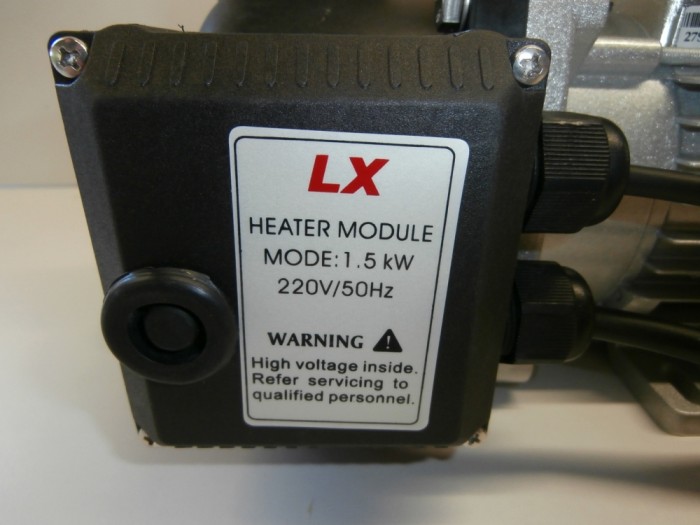 LX
HEATER MODULE
MODE:1.5 kW
220V/50Hz
WARNING
High voltage inside.
Refer servicing to
qualified personnel.